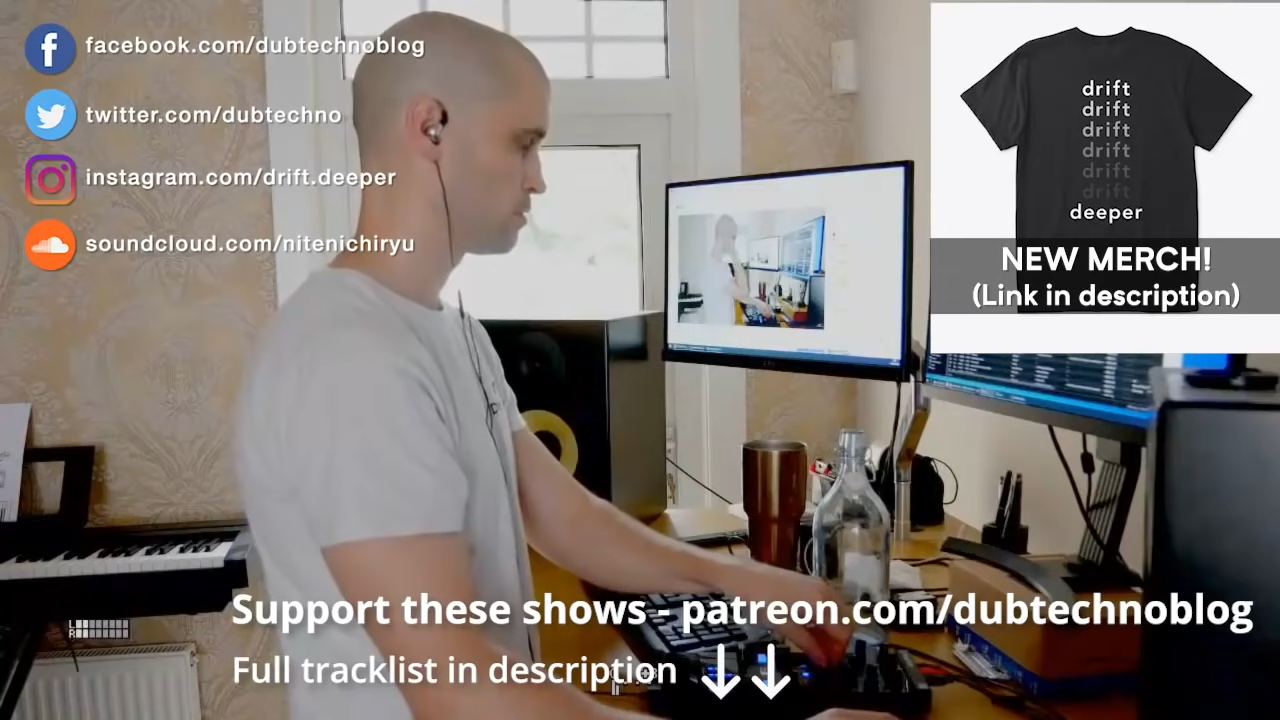 facebook.com/dubtechnoblog
twitter.com/dubtechno
instagram.com/drift.deeper
soundcloud.com/nitenichiryu
drift
drift
drift
drift
drift
drift
deeper
NEW MERCH!
(Link in description)
Support these shows - patreon.com/dubtechnoblog
Full tracklist in description